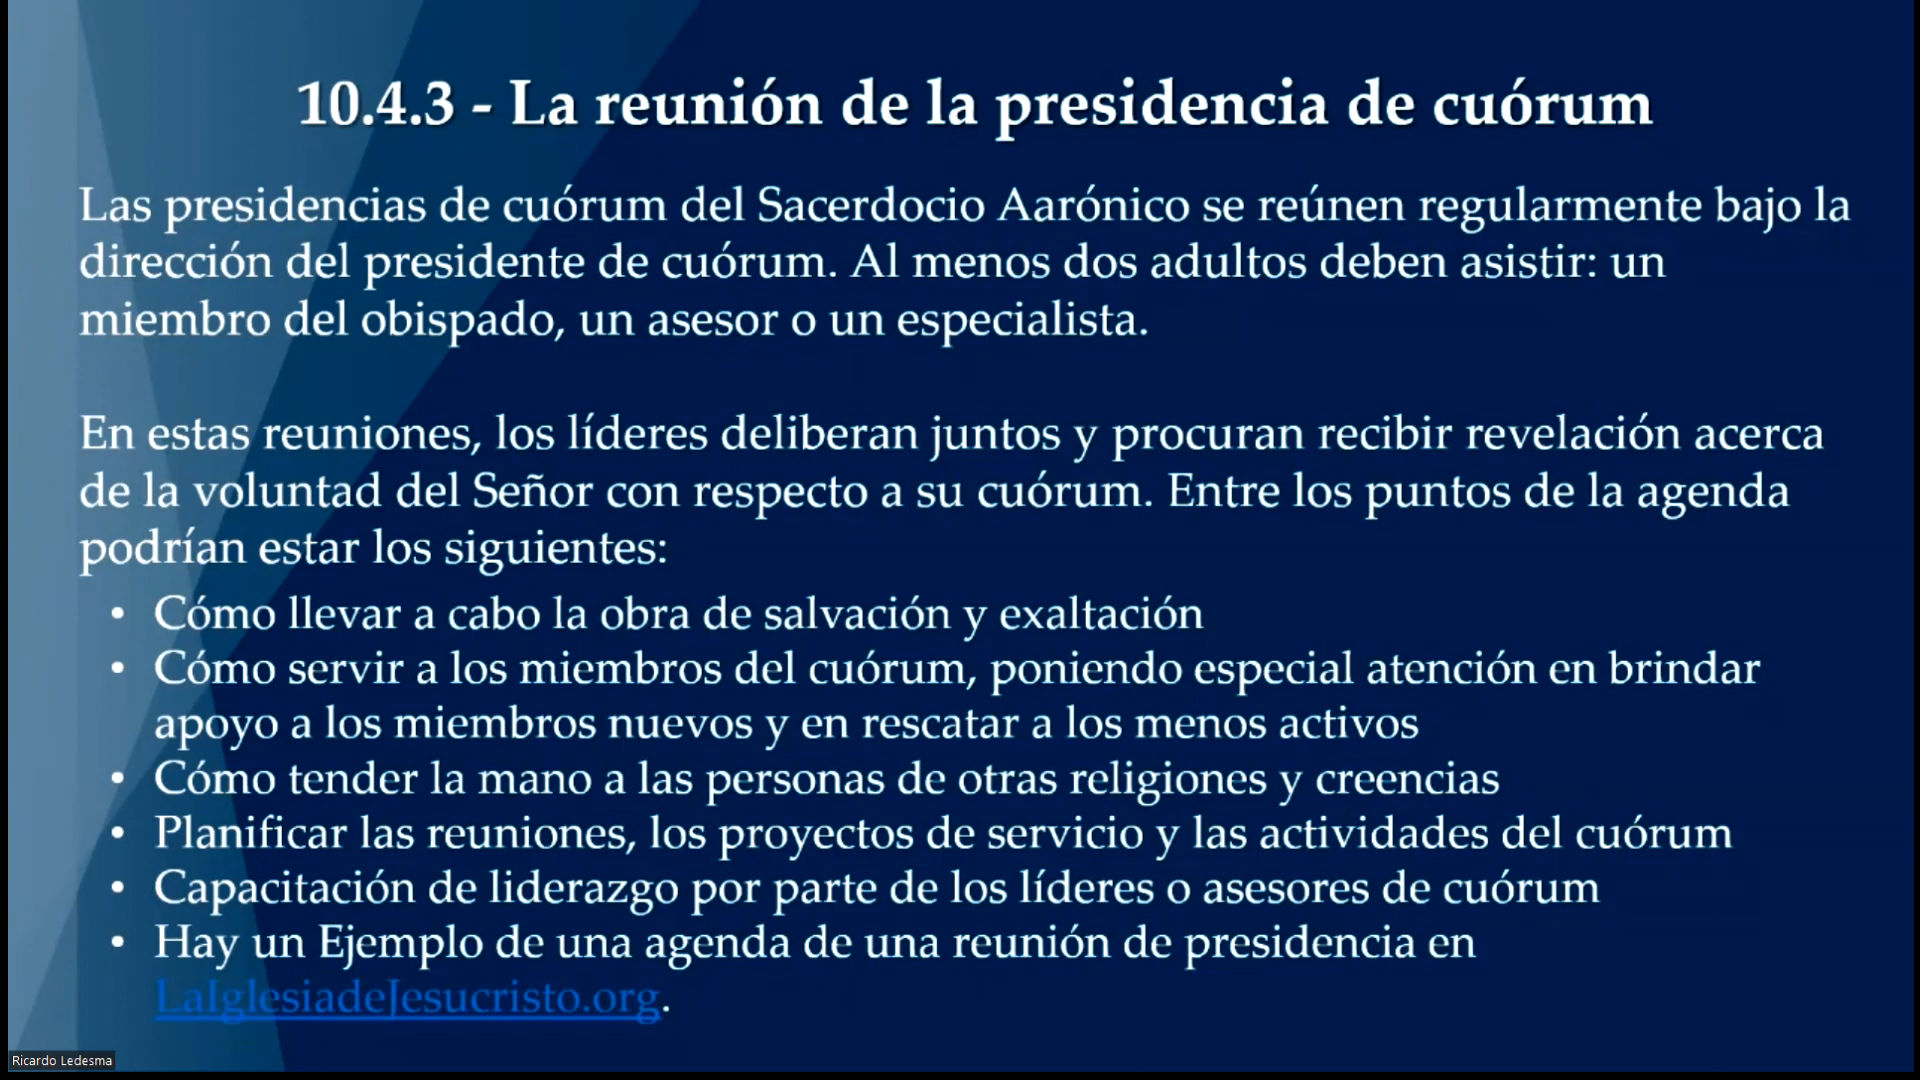 10.4.3 - La reunión de la presidencia de cuórum
Las presidencias de cuórum del Sacerdocio Aarónico se reúnen regularmente bajo la
dirección del presidente de cuórum. Al menos dos adultos deben asistir: un
miembro del obispado, un asesor o un especialista.
En estas reuniones, los líderes deliberan juntos y procuran recibir revelación acerca
de la voluntad del Señor con respecto a su cuórum. Entre los puntos de la agenda
podrían estar los siguientes:
• Cómo llevar a cabo la obra de salvación y exaltación
• Cómo servir a los miembros del cuórum, poniendo especial atención en brindar
apoyo a los miembros nuevos y en rescatar a los menos activos
• Cómo tender la mano a las personas de otras religiones y creencias
• Planificar las reuniones, los proyectos de servicio y las actividades del cuórum
• Capacitación de liderazgo por parte de los líderes o asesores de cuórum
• Hay un Ejemplo de una agenda de una reunión de presidencia en
LaIglesiadeJesucristo.org.
Ricardo Ledesma